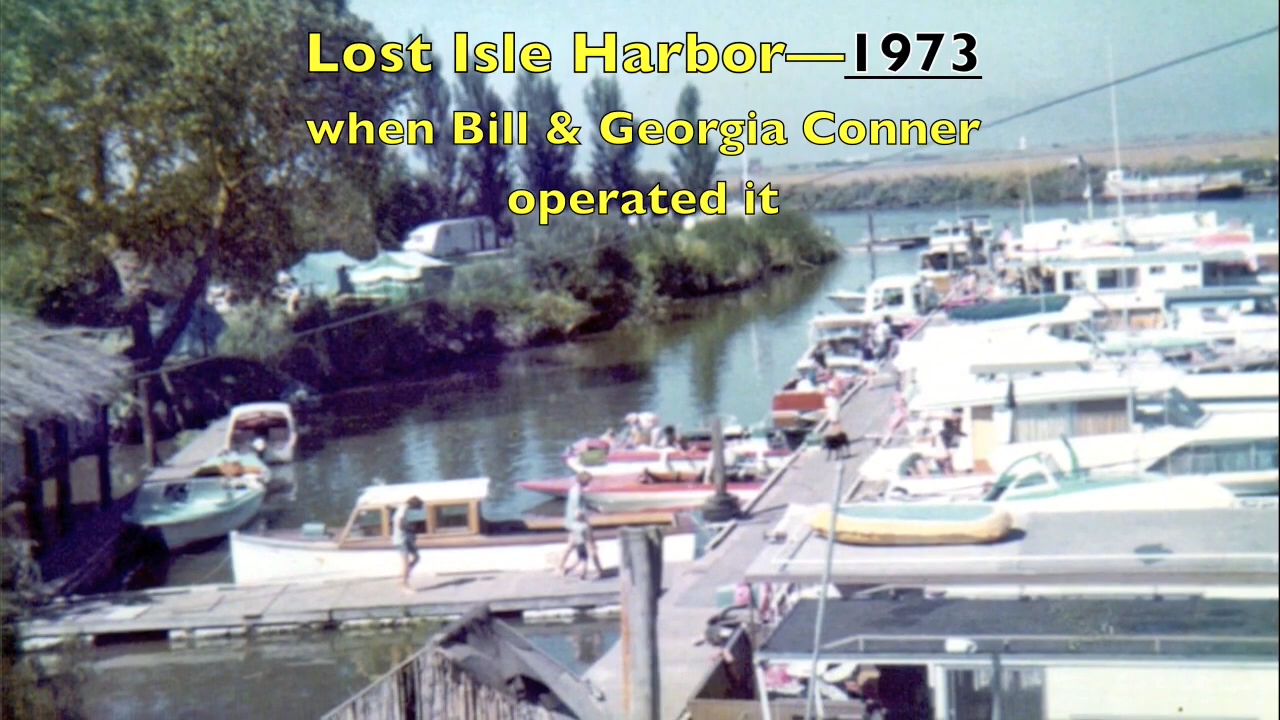 Lost Isle Harbor—1973
when Bill & Georgia Conner
operated it